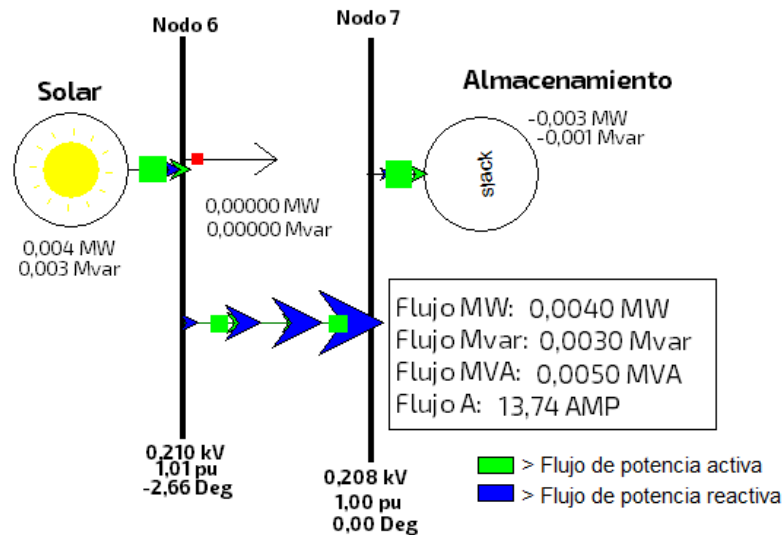 Nodo 6
Nodo 7
Solar
Almacenamiento
-0,003 MW
-0,001 Mvar
slack
0,00000 MW
0,00000 Mvar
0,004 MW
0,003 Mvar
Flujo MW: 0,0040 MW
Flujo Mvar: 0,0030 Mvar
Flujo MVA: 0,0050 MVA
Flujo A: 13,74 AMP
0,210 kV
1,01 pu
-2,66 Deg
0,208 kV
1,00 pu
0,00 Deg
> Flujo de potencia activa
> Flujo de potencia reactiva